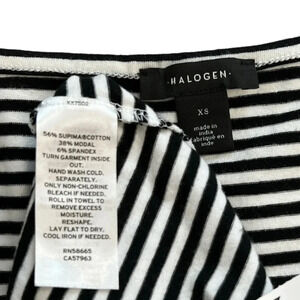 HALOGEN
XS
made in
india
fabriqué en
inde
XX7502
56% SUPIMA®COTTON
38% MODAL
6% SPANDEX
TURN GARMENT INSIDE
OUT.
HAND WASH COLD.
SEPARATELY.
ONLY NON-CHLORINE
BLEACH IF NEEDED.
ROLL IN TOWEL TO
REMOVE EXCESS
MOISTURE.
RESHAPE.
LAY FLAT TO DRY.
COOL IRON IF NEEDED.
RN58665
CA57963